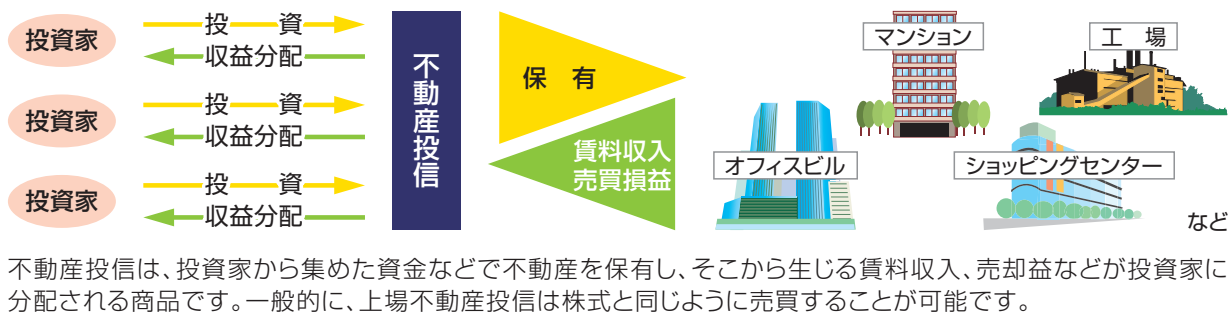 投資家
投資
収益分配
投資家
投資
収益分配
投資家
投資
収益分配
不動産投信
保有
賃料収入
売買損益
マンション
工場
オフィスビル
ショッピングセンター
など
不動産投信は、投資家から集めた資金などで不動産を保有し、そこから生じる賃料収入、売却益などが投資家に
分配される商品です。一般的に、上場不動産投信は株式と同じように売買することが可能です。